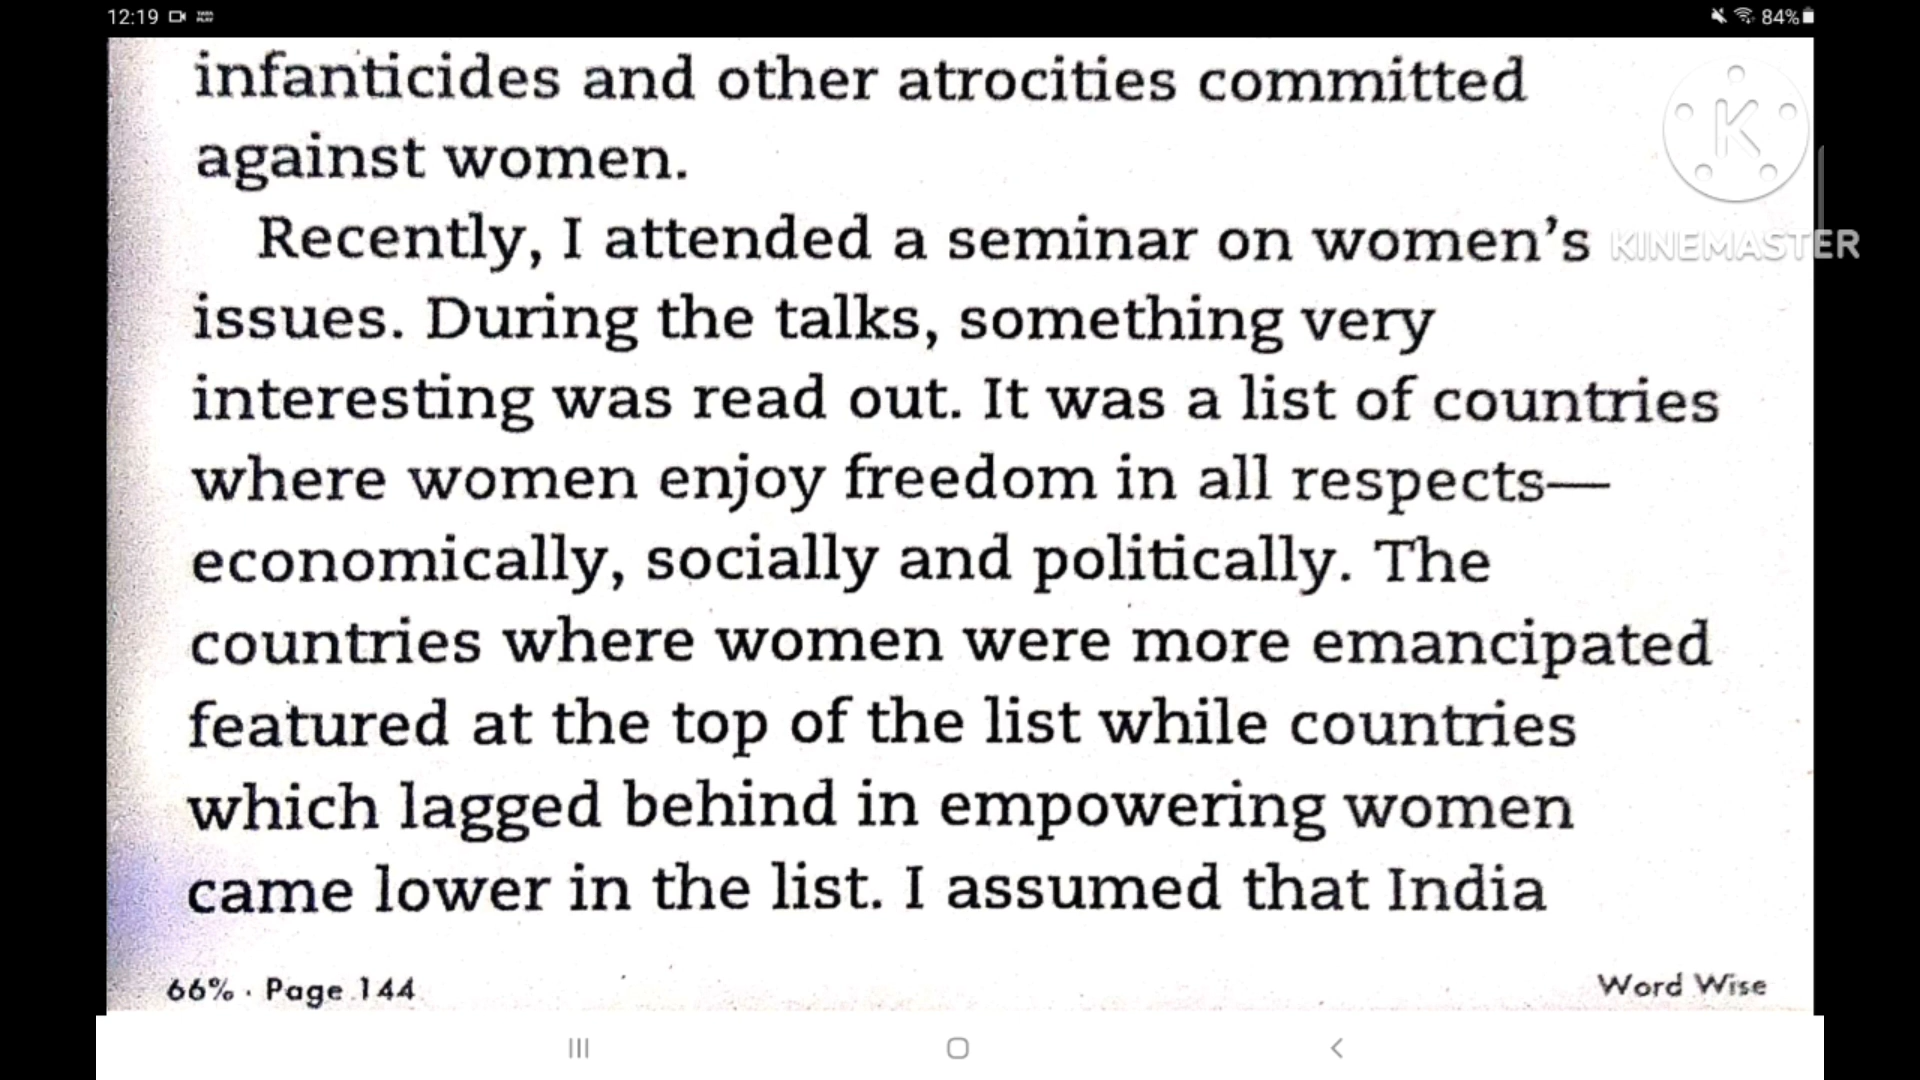 12:19
84%
infanticides and other atrocities committed
against women.
Recently, I attended a seminar on women's
issues. During the talks, something very
interesting was read out. It was a list of countries
where women enjoy freedom in all respects—
economically, socially and politically. The
countries where women were more emancipated
featured at the top of the list while countries
which lagged behind in empowering women
came lower in the list. I assumed that India
66% · Page 144
Word Wise
K
KINEMASTER